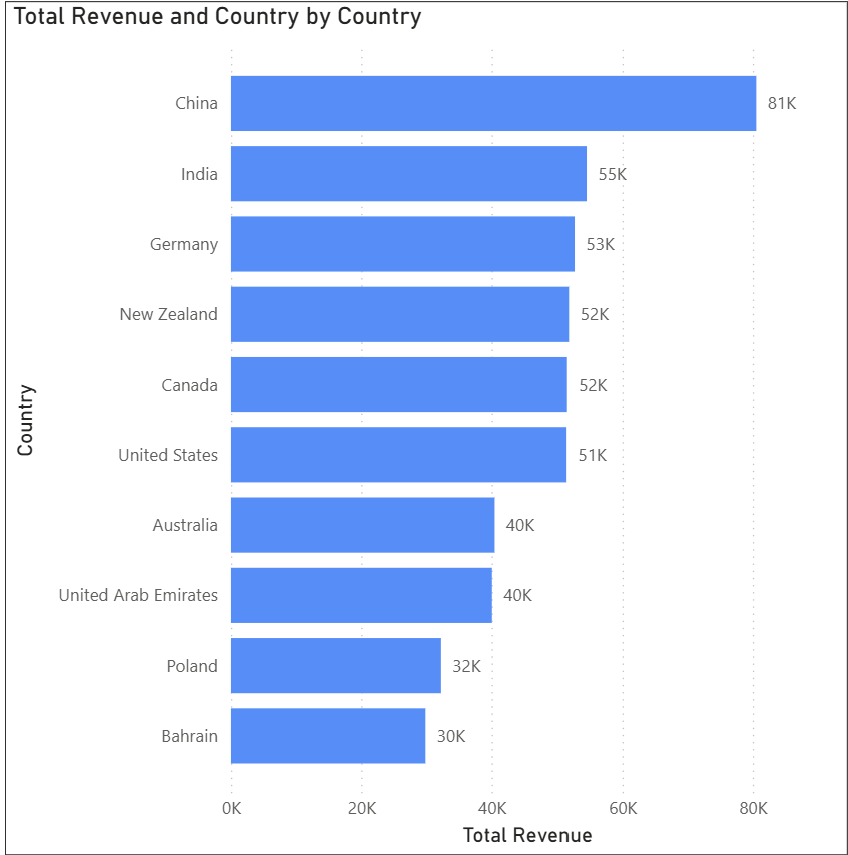 Total Revenue and Country by Country
Country
China 81K
India 55K
Germany 53K
New Zealand 52K
Canada 52K
United States 51K
Australia 40K
United Arab Emirates 40K
Poland 32K
Bahrain 30K
0K 20K 40K 60K 80K
Total Revenue